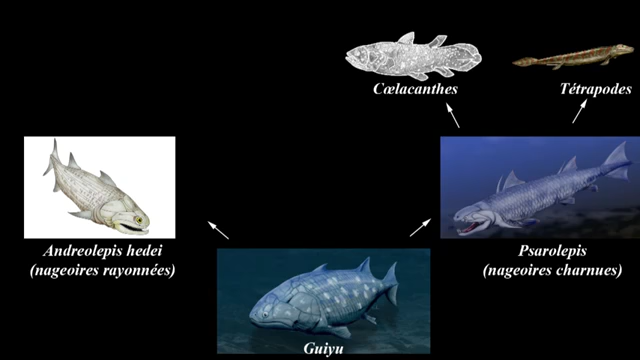 Cœlacanthes
Tétrapodes
Andreolepis hedei
(nageoires rayonnées)
Psarolepis
(nageoires charnues)
Guiyu